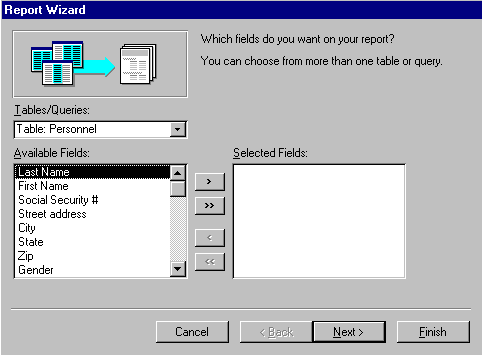 Report Wizard
Which fields do you want on your report?
You can choose from more than one table or query.
Tables/Queries:
Table: Personnel
Available Fields:
Selected Fields:
Last Name
First Name
Social Security #
Street address
City
State
Zip
Gender
>
>>
<
<<
Cancel
< Back
Next >
Finish